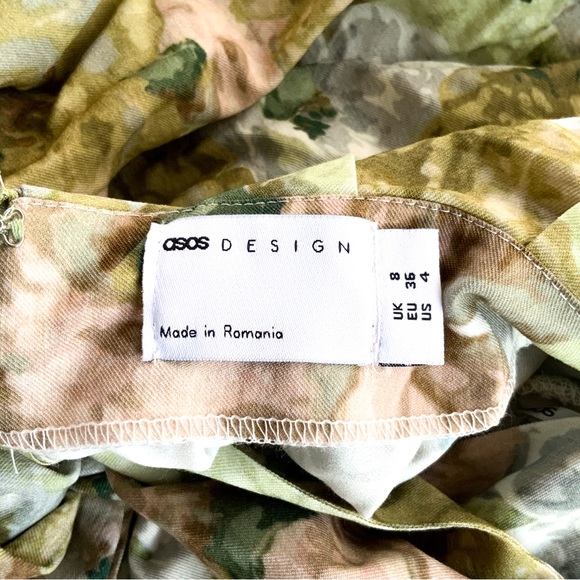 asos DESIGN
Made in Romania
UK 8
EU 36
US 4